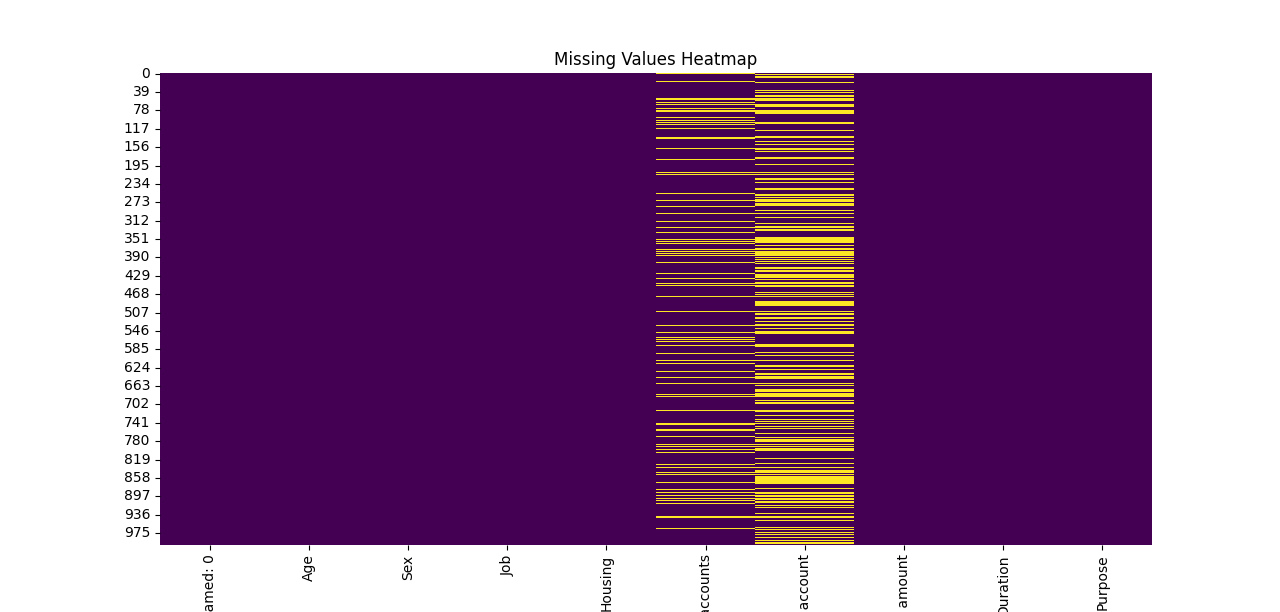 Missing Values Heatmap
0
39
78
117
156
195
234
273
312
351
390
429
468
507
546
585
624
663
702
741
780
819
858
897
936
975
amed: 0
Age
Sex
Job
Housing
accounts
account
amount
Duration
Purpose